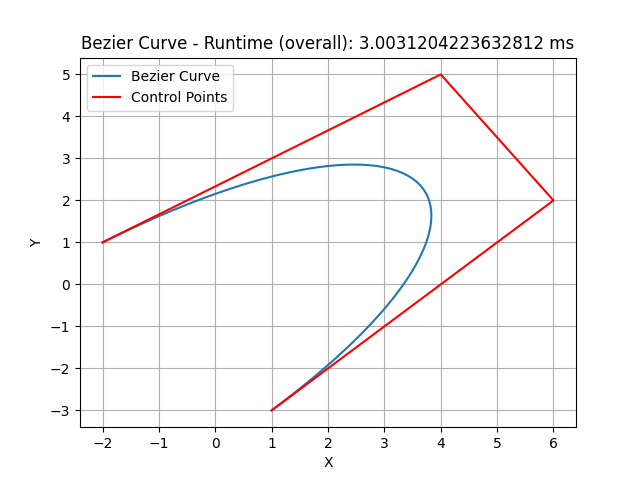 Bezier Curve - Runtime (overall): 3.0031204223632812 ms
Bezier Curve
Control Points
5
4
3
2
1
0
−1
−2
−3
Y
−2 −1 0 1 2 3 4 5 6
X